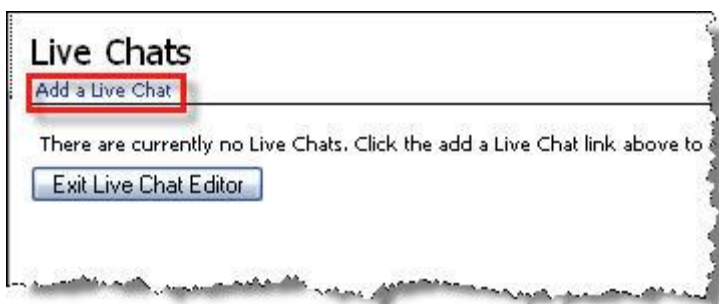 Live Chats
Add a Live Chat
There are currently no Live Chats. Click the add a Live Chat link above to
Exit Live Chat Editor